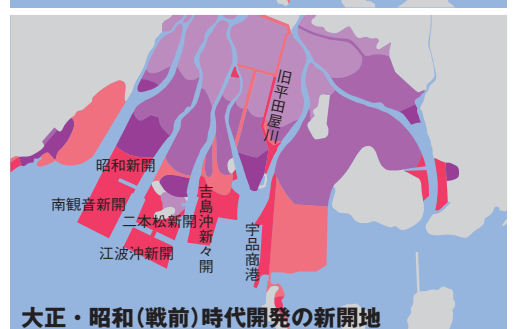 旧平田屋川
昭和新開
南観音新開
二本松新開
吉島沖新々開
江波沖新開
宇品商港
大正・昭和(戦前)時代開発の新開地